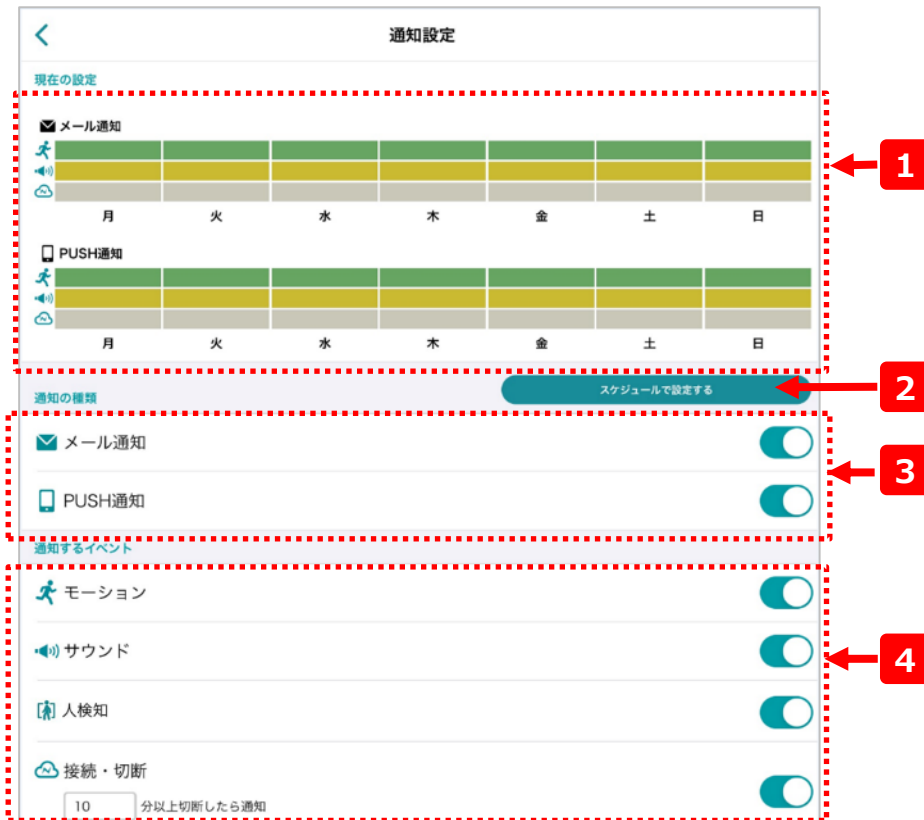 通知設定
現在の設定
メール通知
月 火 水 木 金 土 日
PUSH通知
月 火 水 木 金 土 日
1
スケジュールで設定する
2
通知の種類
メール通知
3
PUSH通知
通知するイベント
モーション
サウンド
4
人検知
接続・切断
10 分以上切断したら通知